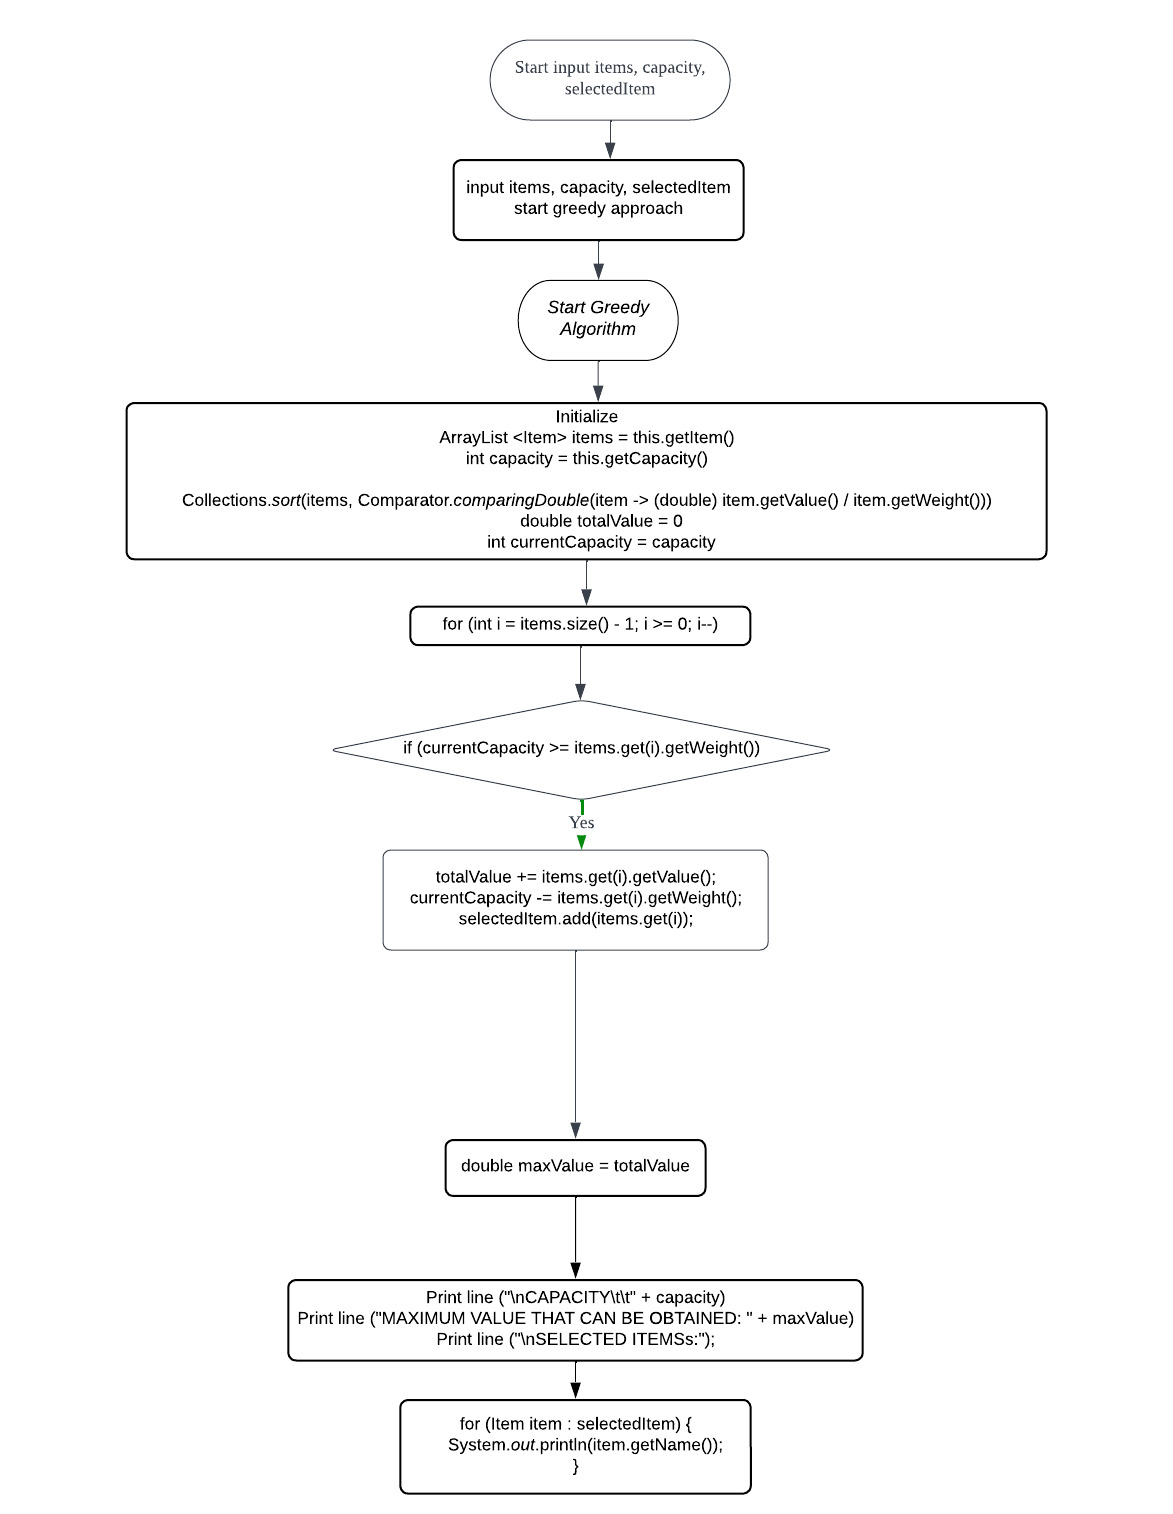 Start input items, capacity,
selectedItem
input items, capacity, selectedItem
start greedy approach
Start Greedy
Algorithm
Initialize
ArrayList <Item> items = this.getItem()
int capacity = this.getCapacity()
Collections.sort(items, Comparator.comparingDouble(item -> (double) item.getValue() / item.getWeight()))
double totalValue = 0
int currentCapacity = capacity
for (int i = items.size() - 1; i >= 0; i--)
if (currentCapacity >= items.get(i).getWeight())
Yes
totalValue += items.get(i).getValue();
currentCapacity -= items.get(i).getWeight();
selectedItem.add(items.get(i));
double maxValue = totalValue
Print line ("\nCAPACITY\t\t" + capacity)
Print line ("MAXIMUM VALUE THAT CAN BE OBTAINED: " + maxValue)
Print line ("\nSELECTED ITEMSs:");
for (Item item : selectedItem) {
System.out.println(item.getName());
}